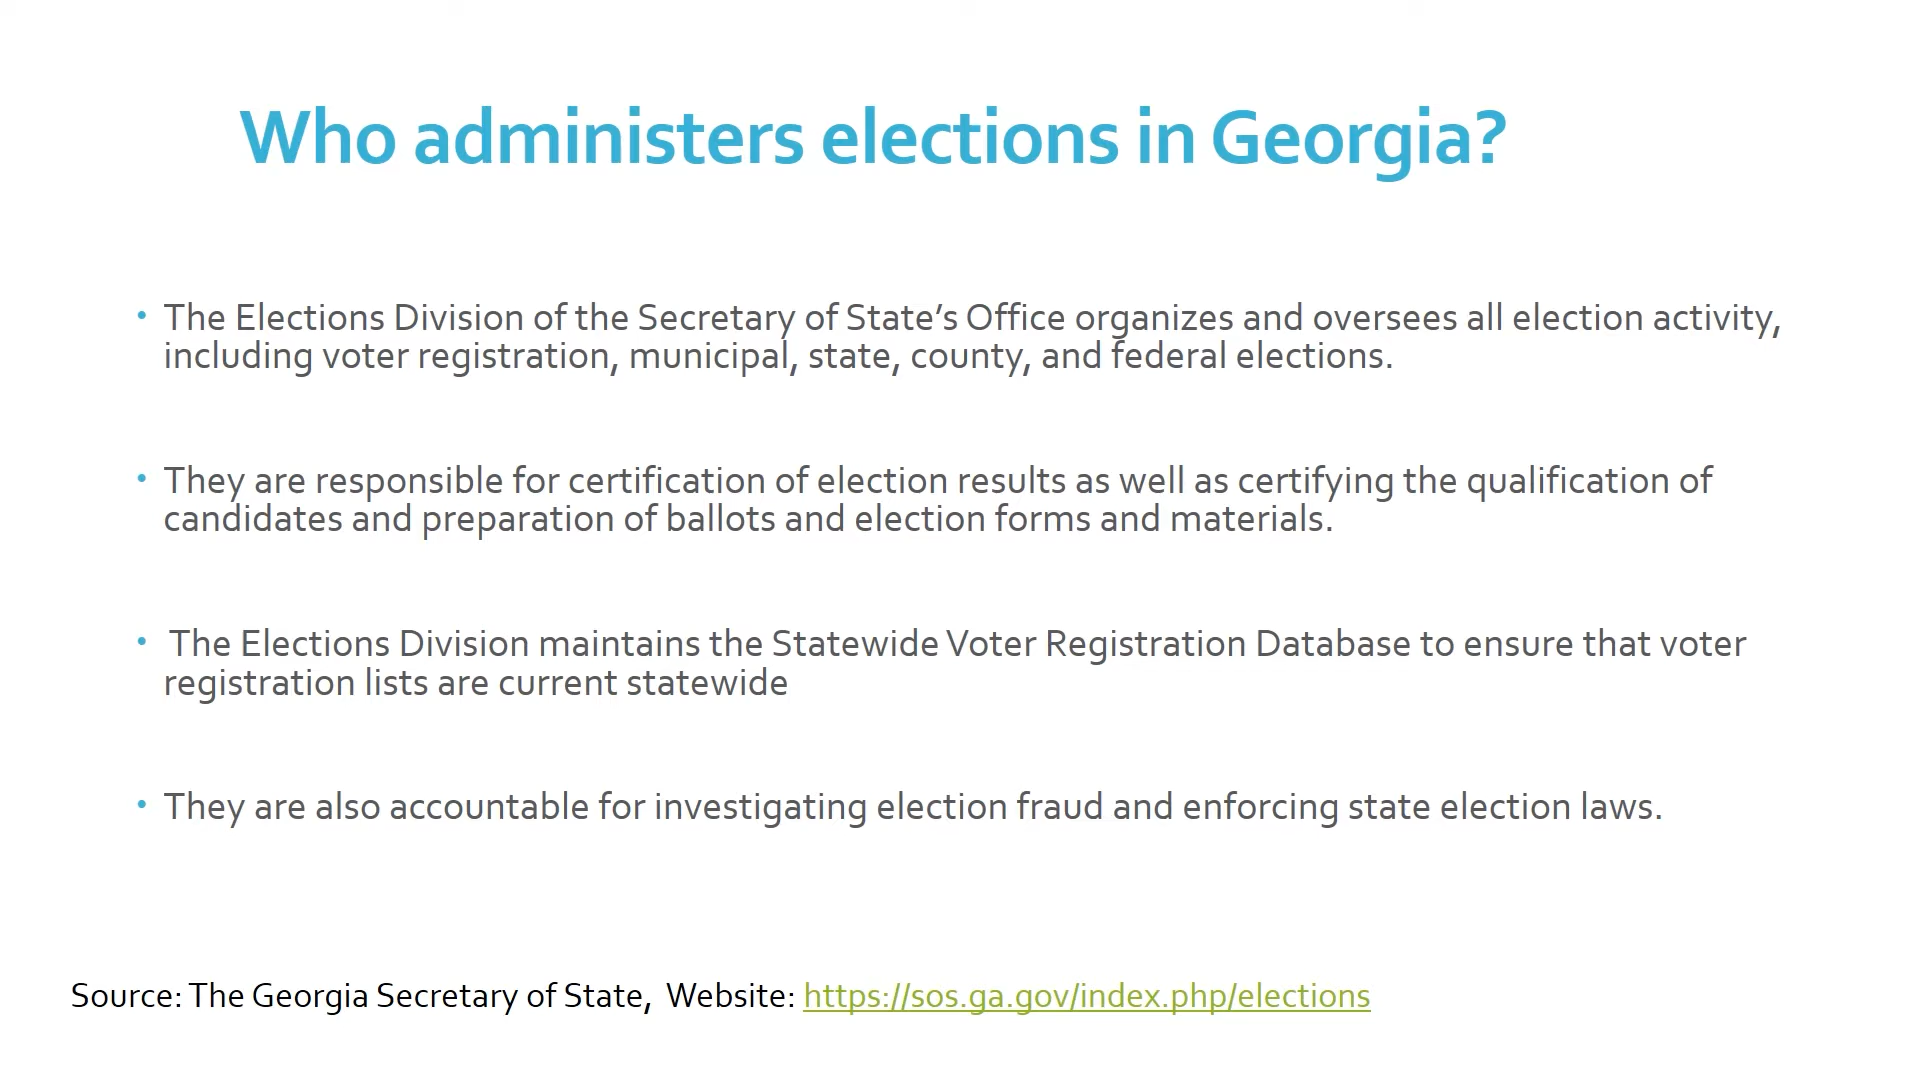 Who administers elections in Georgia?
• The Elections Division of the Secretary of State’s Office organizes and oversees all election activity,
including voter registration, municipal, state, county, and federal elections.
• They are responsible for certification of election results as well as certifying the qualification of
candidates and preparation of ballots and election forms and materials.
• The Elections Division maintains the Statewide Voter Registration Database to ensure that voter
registration lists are current statewide
• They are also accountable for investigating election fraud and enforcing state election laws.
Source: The Georgia Secretary of State, Website: https://sos.ga.gov/index.php/elections